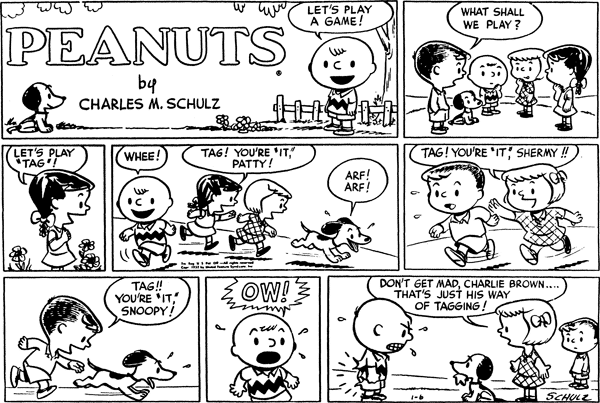 PEANUTS
®
by
CHARLES M. SCHULZ
LET'S PLAY
A GAME!
WHAT SHALL
WE PLAY?
LET'S PLAY
"TAG"!
WHEE!
TAG! YOU'RE "IT,"
PATTY!
ARF!
ARF!
TAG! YOU'RE "IT," SHERMY!!
TAG!!
YOU'RE "IT,"
SNOOPY!
OW!
DON'T GET MAD, CHARLIE BROWN....
THAT'S JUST HIS WAY
OF TAGGING!
1-6
SCHULZ